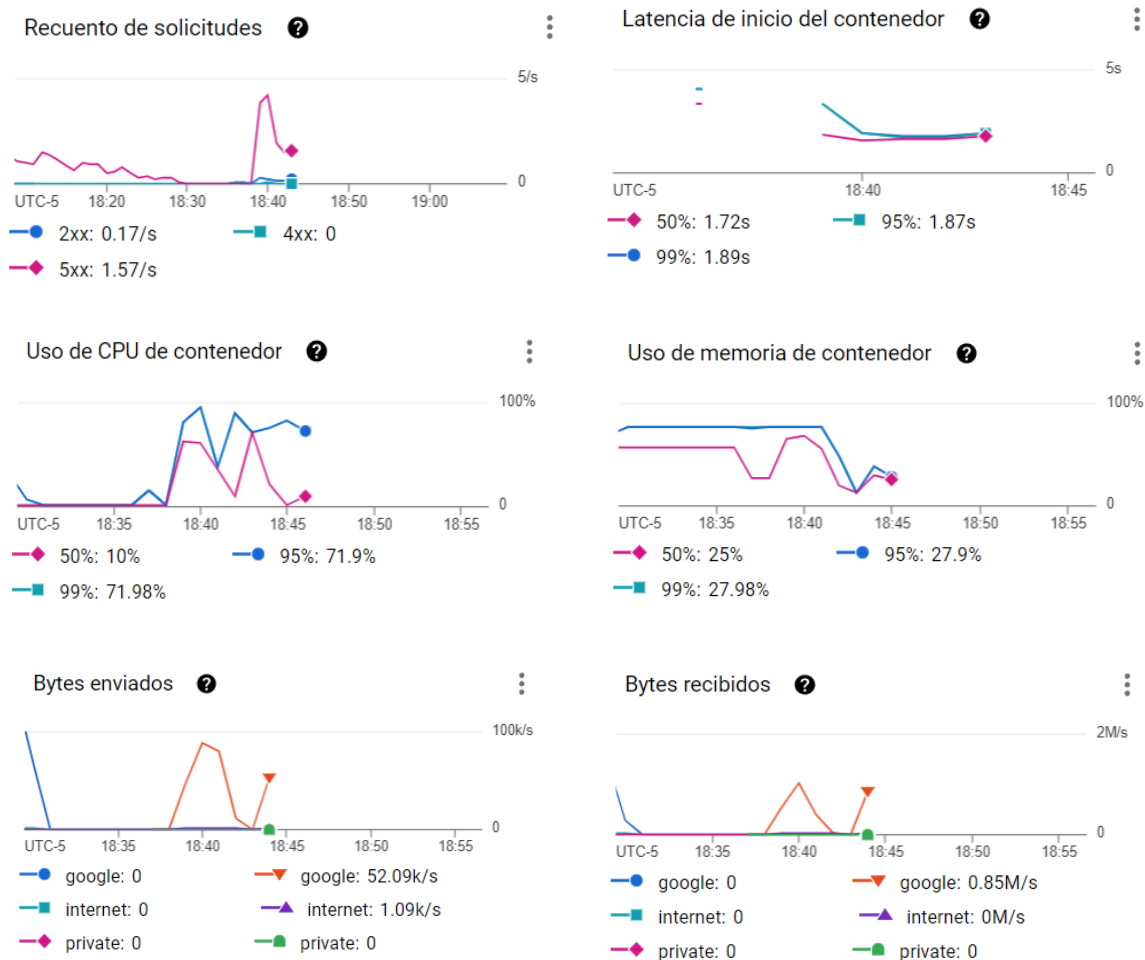 Recuento de solicitudes ?
5/s
0
UTC-5 18:20 18:30 18:40 18:50 19:00
2xx: 0.17/s 4xx: 0
5xx: 1.57/s
Latencia de inicio del contenedor ?
5s
0
UTC-5 18:40 18:45
50%: 1.72s 95%: 1.87s
99%: 1.89s
Uso de CPU de contenedor ?
100%
0
UTC-5 18:35 18:40 18:45 18:50 18:55
50%: 10% 95%: 71.9%
99%: 71.98%
Uso de memoria de contenedor ?
100%
0
UTC-5 18:35 18:40 18:45 18:50 18:55
50%: 25% 95%: 27.9%
99%: 27.98%
Bytes enviados ?
100k/s
0
UTC-5 18:35 18:40 18:45 18:50 18:55
google: 0 google: 52.09k/s
internet: 0 internet: 1.09k/s
private: 0 private: 0
Bytes recibidos ?
2M/s
0
UTC-5 18:35 18:40 18:45 18:50 18:55
google: 0 google: 0.85M/s
internet: 0 internet: 0M/s
private: 0 private: 0